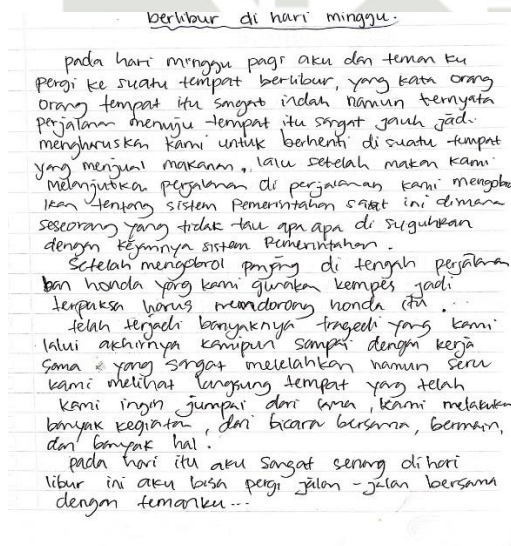 berlibur di hari minggu.
pada hari minggu pagi aku dan teman ku
pergi ke suatu tempat berlibur, yang kata orang
orang tempat itu sangat indah namun ternyata
perjalanan menuju tempat itu sangat jauh jadi
mengharuskan kami untuk berhenti di suatu tempat
yang menjual makanan, lalu setelah makan kami
melanjutkan perjalanan di perjalanan kami mengobro
lkan tentang sistem pemerintahan saat ini dimana
seseorang yang tidak tau apa apa di suguhkan
dengan kejamnya sistem pemerintahan.
Setelah mengobrol panjang di tengah perjalanan
ban honda yang kami gunakan kempes jadi
terpaksa harus mendorong honda itu.
telah terjadi banyaknya tragedi yang kami
lalui akhirnya kamipun sampai dengan kerja
sama yang sangat melelahkan namun seru
kami melihat langsung tempat yang telah
kami ingin jumpai dari lama, kami melakukan
banyak kegiatan, dari bicara bersama, bermain,
dan banyak hal.
pada hari itu aku sangat senang di hari
libur ini aku bisa pergi jalan-jalan bersama
dengan temanku...